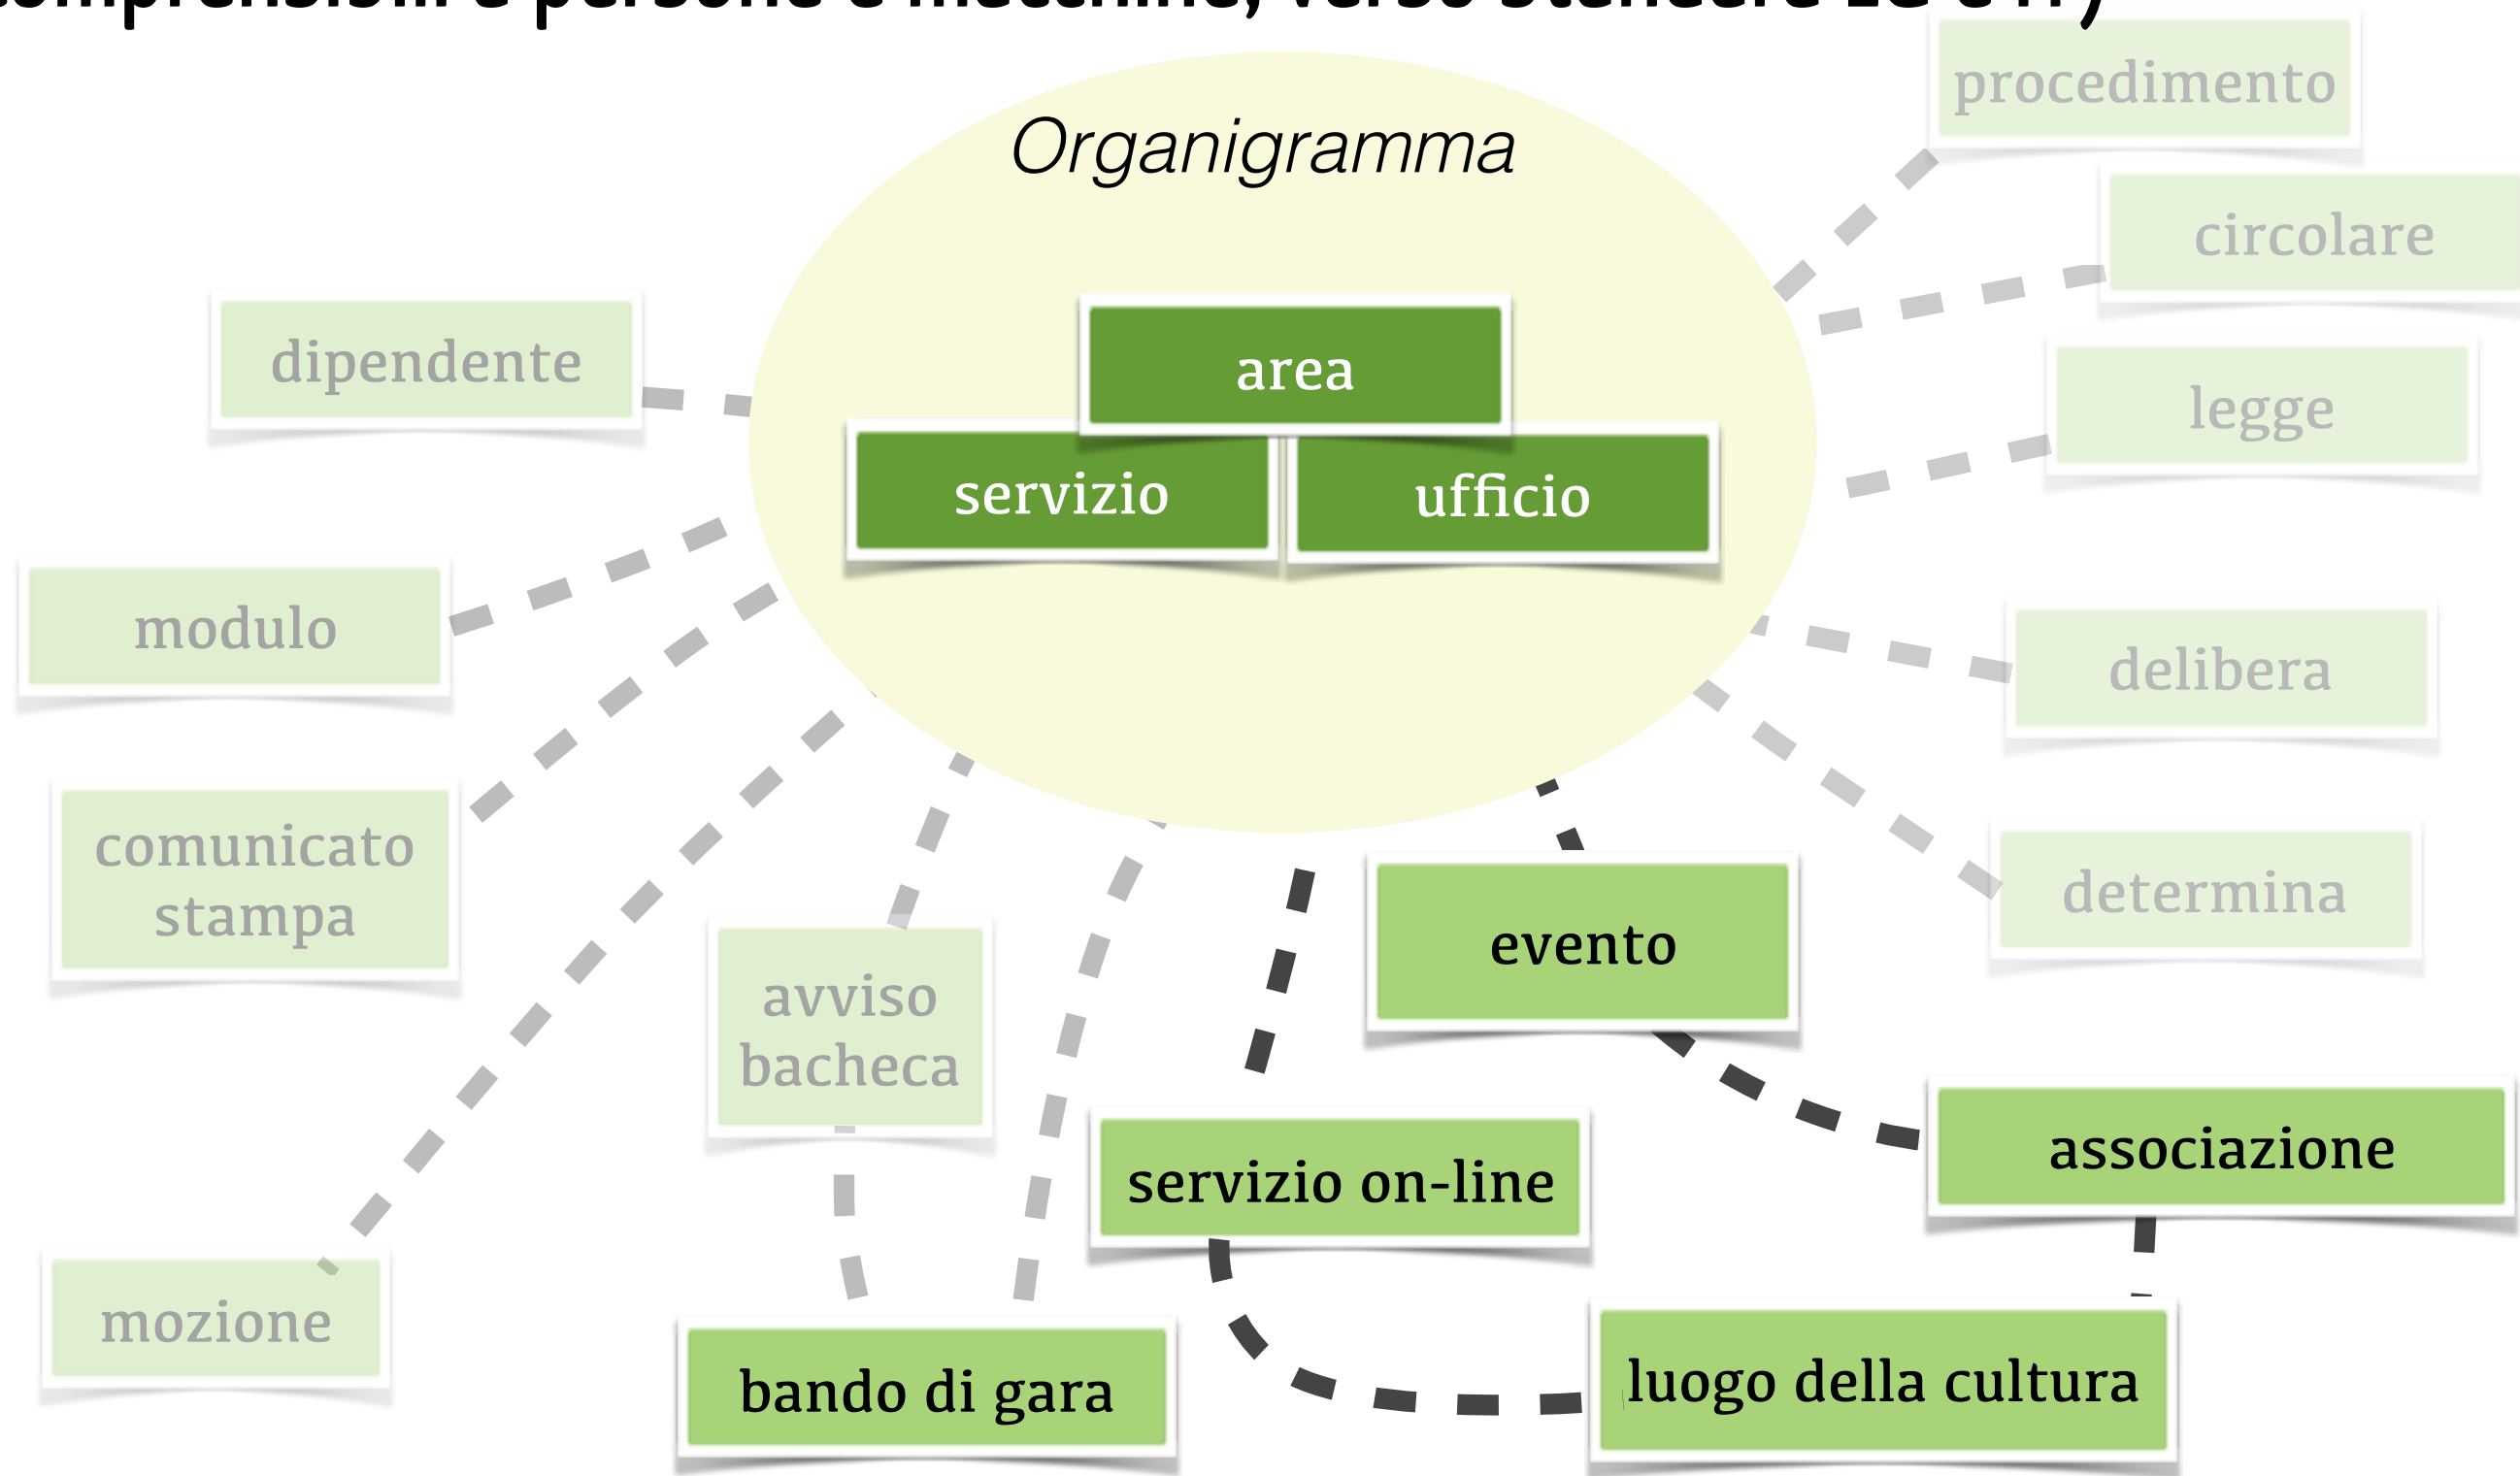 Organigramma
procedimento
circolare
legge
area
servizio
ufficio
dipendente
modulo
comunicato
stampa
mozione
avviso
bacheca
delibera
determina
evento
servizio on-line
associazione
bando di gara
luogo della cultura